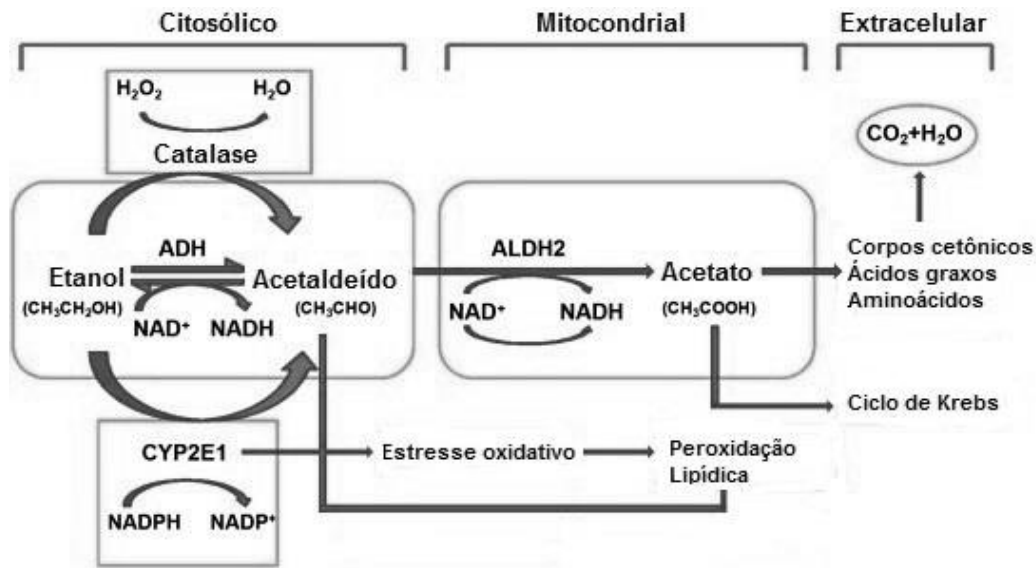 Citosólico
Mitocondrial
Extracelular
H₂O₂
H₂O
Catalase
CO₂+H₂O
ADH
Etanol
Acetaldeído
(CH₃CH₂OH)
(CH₃CHO)
NAD⁺
NADH
ALDH2
Acetato
(CH₃COOH)
NAD⁺
NADH
Corpos cetônicos
Ácidos graxos
Aminoácidos
Ciclo de Krebs
CYP2E1
Estresse oxidativo
Peroxidação
Lipídica
NADPH
NADP⁺